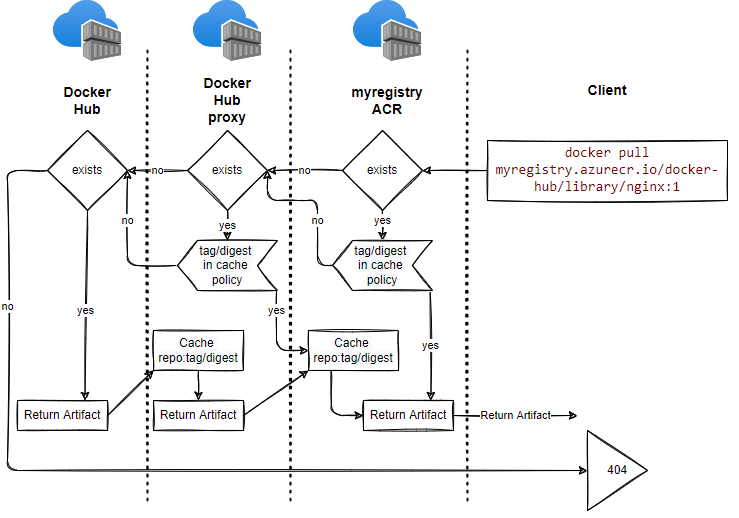 Docker
Hub
Docker
Hub
proxy
myregistry
ACR
Client
docker pull
myregistry.azurecr.io/docker-
hub/library/nginx:1
exists
no
exists
no
exists
yes
yes
no
no
tag/digest
in cache
policy
tag/digest
in cache
policy
no
yes
yes
yes
Cache
repo:tag/digest
Cache
repo:tag/digest
Return Artifact
Return Artifact
Return Artifact
Return Artifact
404